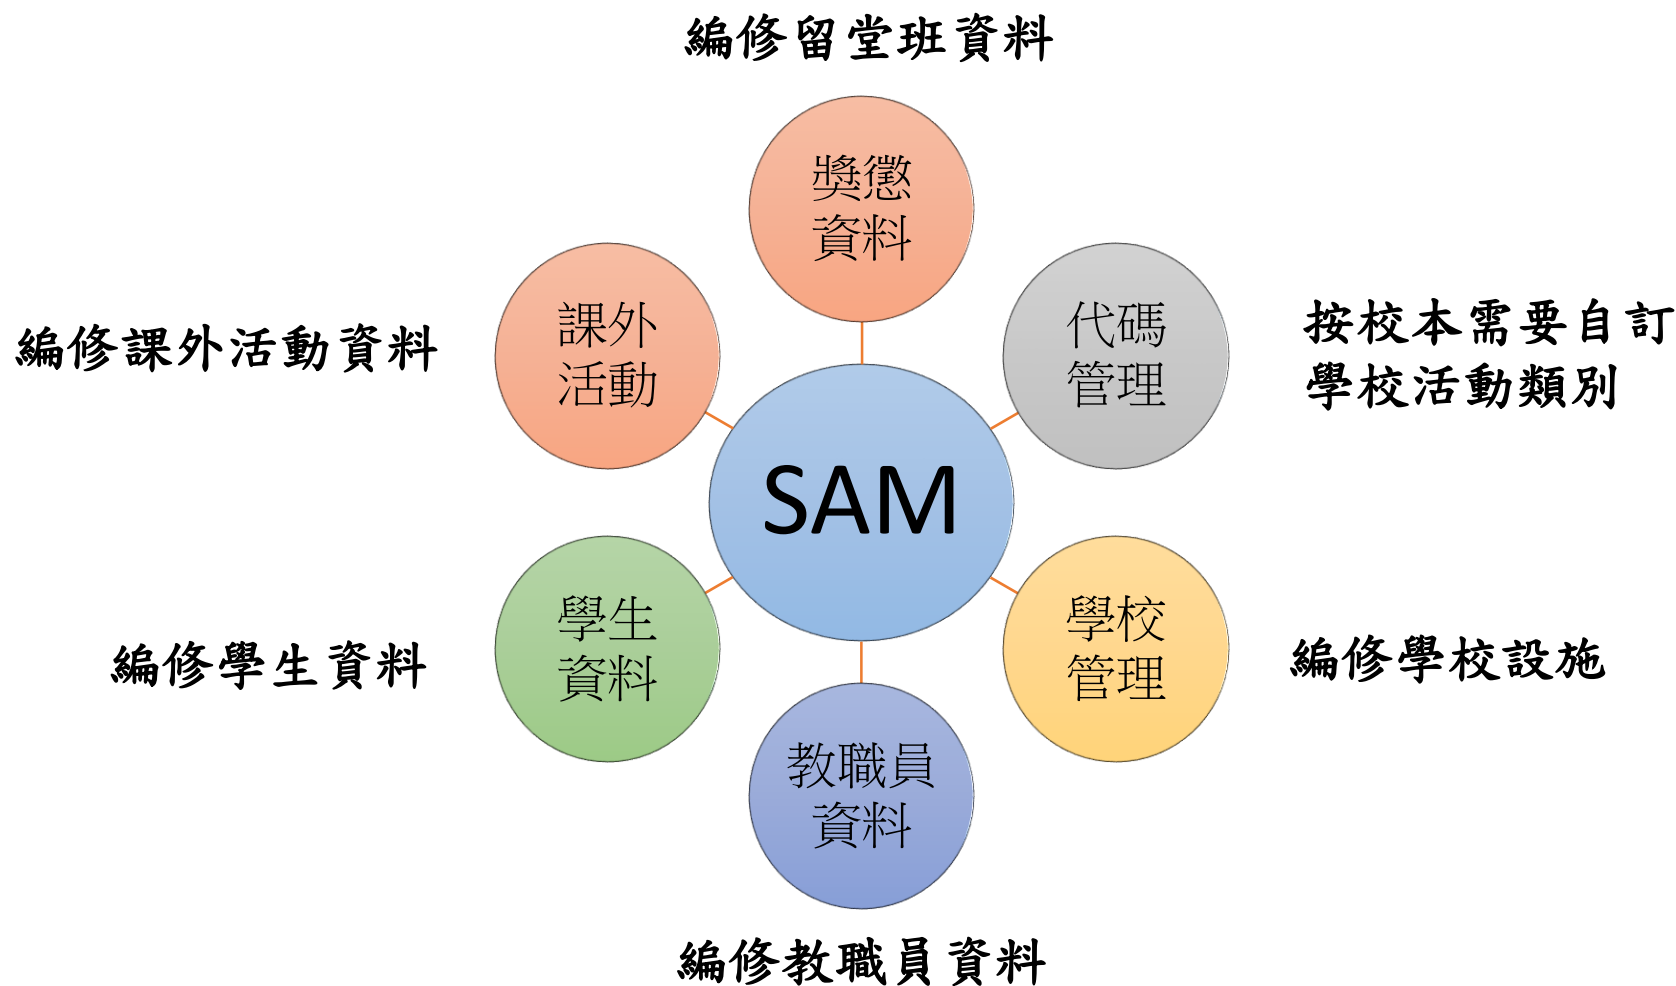 編修留堂班資料
獎懲
資料
課外
活動
編修課外活動資料
代碼
管理
按校本需要自訂
學校活動類別
SAM
學生
資料
編修學生資料
學校
管理
編修學校設施
教職員
資料
編修教職員資料